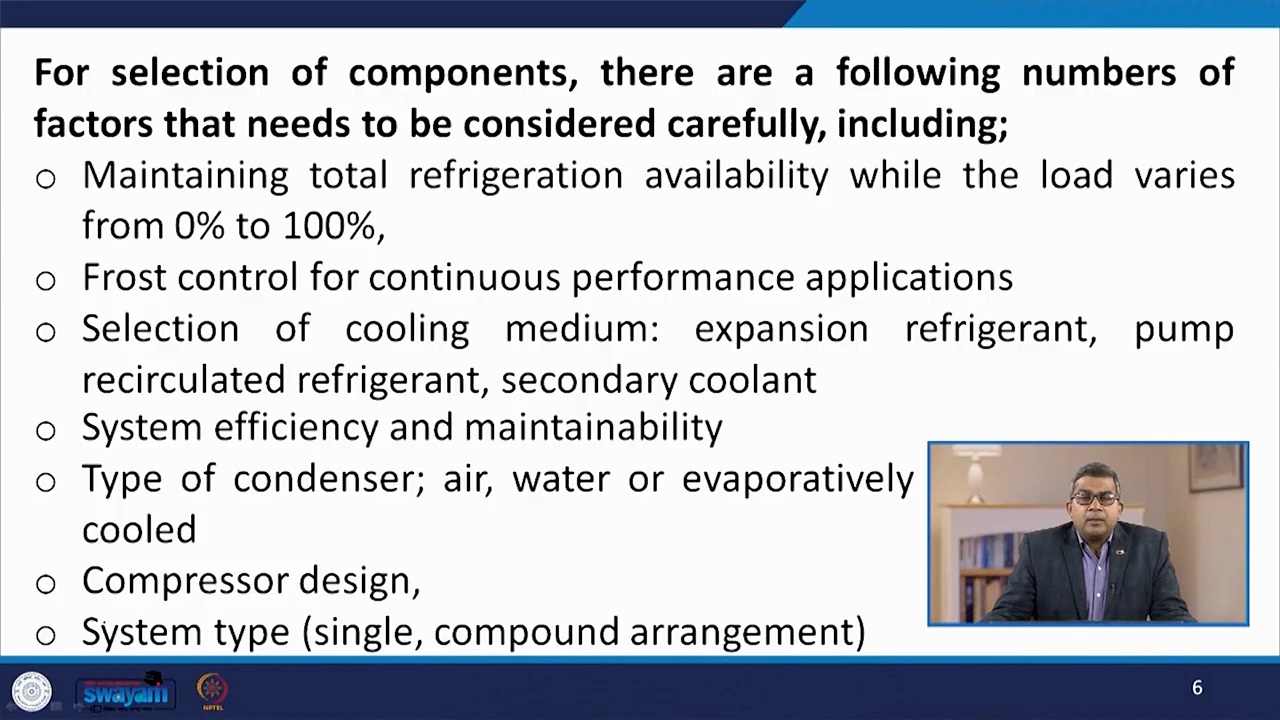 For selection of components, there are a following numbers of
factors that needs to be considered carefully, including;
o Maintaining total refrigeration availability while the load varies
from 0% to 100%,
o Frost control for continuous performance applications
o Selection of cooling medium: expansion refrigerant, pump
recirculated refrigerant, secondary coolant
o System efficiency and maintainability
o Type of condenser; air, water or evaporatively
cooled
o Compressor design,
o System type (single, compound arrangement)
swayam
NPTEL
6